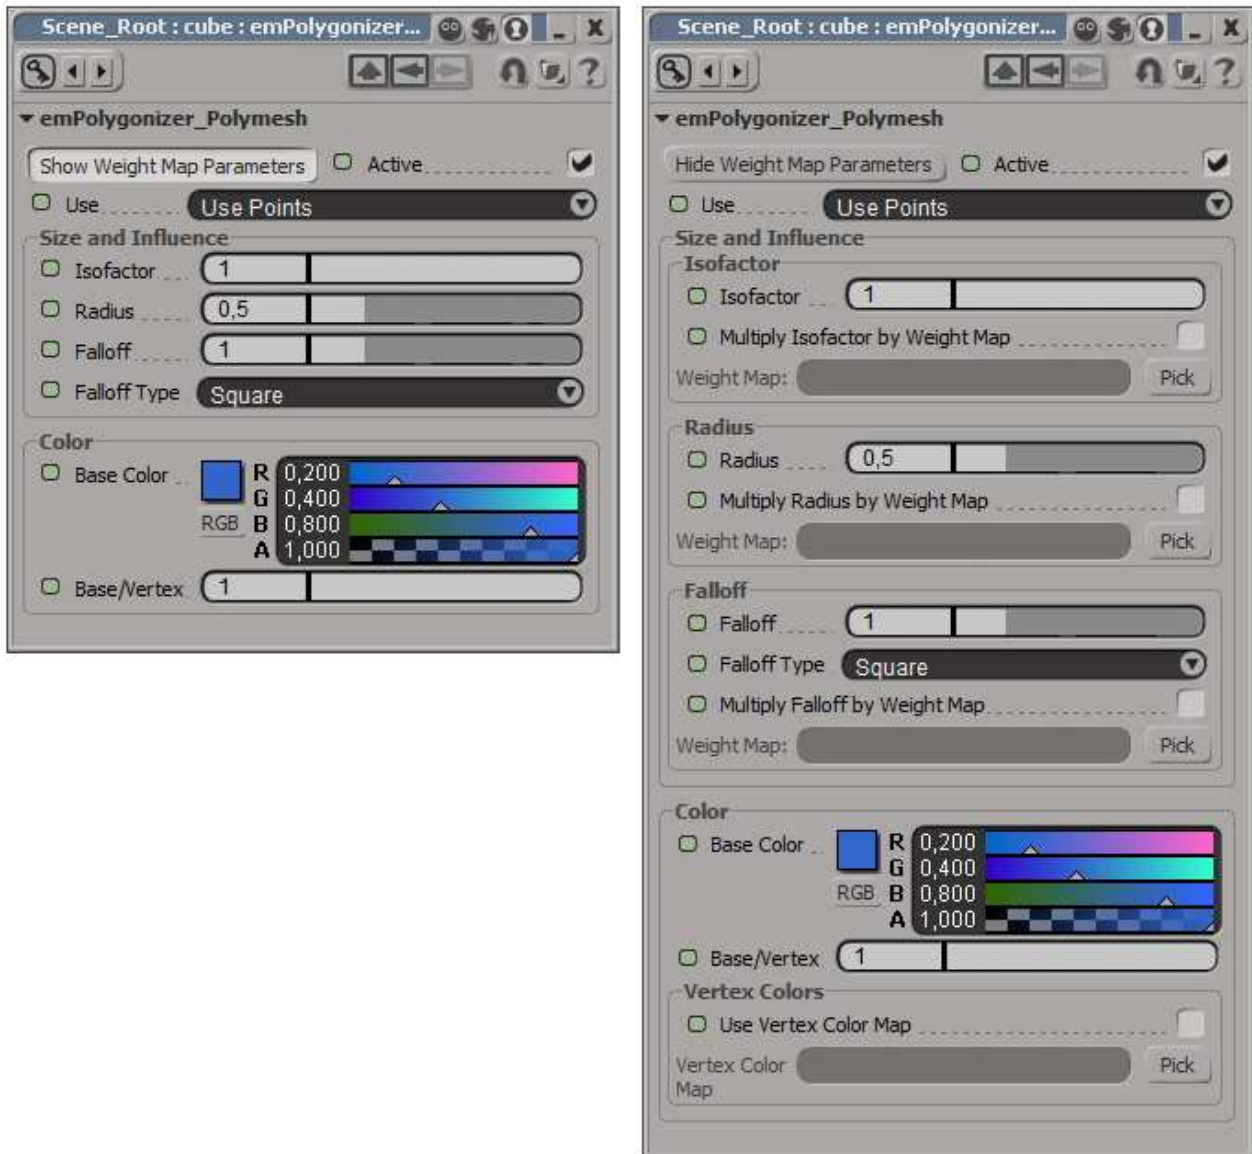 Scene_Root : cube : emPolygonizer...
emPolygonizer_Polymesh
Show Weight Map Parameters Active
Use Use Points
Size and Influence
Isofactor 1
Radius 0,5
Falloff 1
Falloff Type Square
Color
Base Color R 0,200
G 0,400
RGB B 0,800
A 1,000
Base/Vertex 1
Scene_Root : cube : emPolygonizer...
emPolygonizer_Polymesh
Hide Weight Map Parameters Active
Use Use Points
Size and Influence
Isofactor
Isofactor 1
Multiply Isofactor by Weight Map
Weight Map: Pick
Radius
Radius 0,5
Multiply Radius by Weight Map
Weight Map: Pick
Falloff
Falloff 1
Falloff Type Square
Multiply Falloff by Weight Map
Weight Map: Pick
Color
Base Color R 0,200
G 0,400
RGB B 0,800
A 1,000
Base/Vertex 1
Vertex Colors
Use Vertex Color Map
Vertex Color Pick
Map